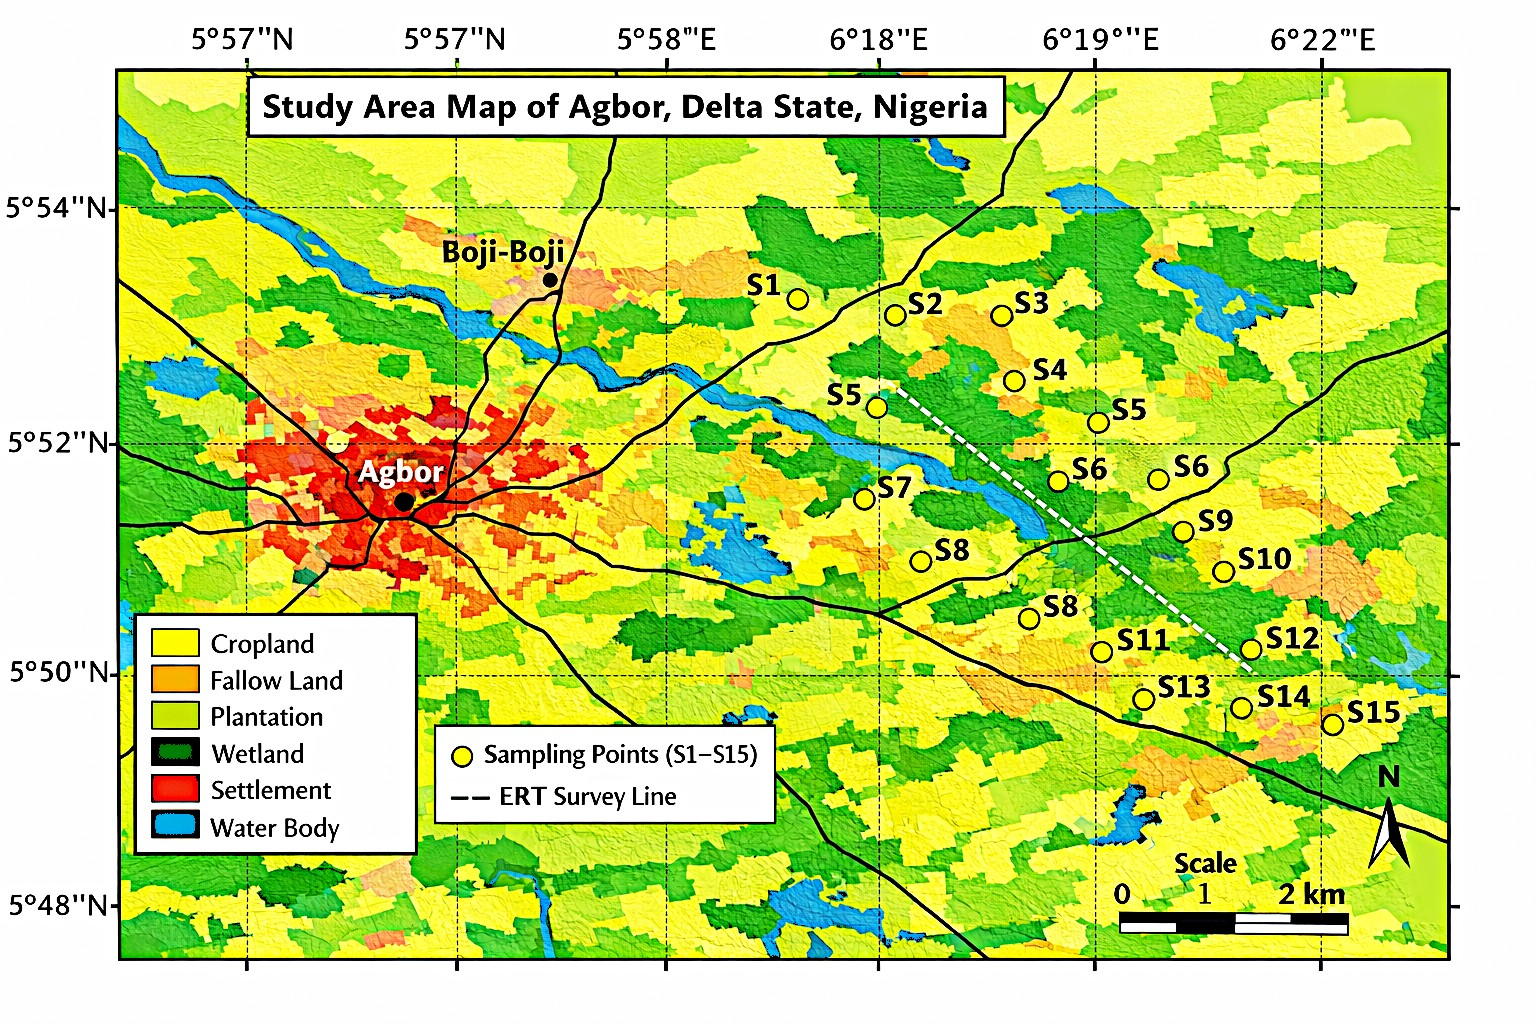 5°57''N 5°57''N 5°58'''E 6°18''E 6°19°''E 6°22'''E
Study Area Map of Agbor, Delta State, Nigeria
5°54''N
Boji-Boji
S1
S2
S3
S4
S5
S5
5°52''N
Agbor
S6
S6
S7
S9
S8
S10
S8
S11
S12
5°50''N
S13
S14
S15
Cropland
Fallow Land
Plantation
Wetland
Settlement
Water Body
Sampling Points (S1–S15)
ERT Survey Line
N
Scale
0 1 2 km
5°48''N